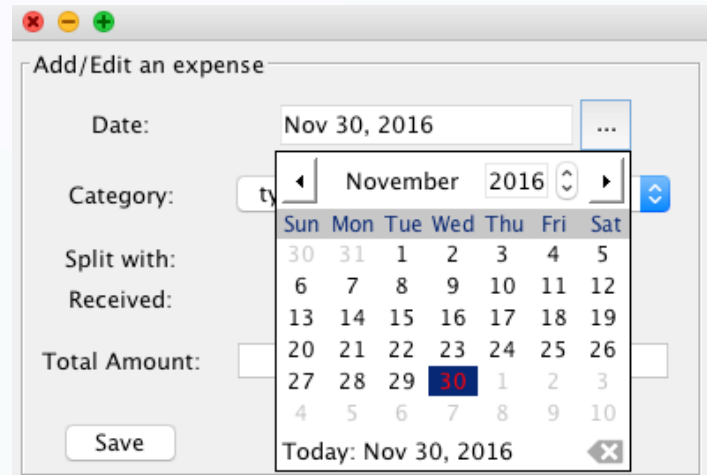 Add/Edit an expense
Date: Nov 30, 2016 ...
November 2016
Category: ty
Sun Mon Tue Wed Thu Fri Sat
30 31 1 2 3 4 5
Split with:
6 7 8 9 10 11 12
Received:
13 14 15 16 17 18 19
20 21 22 23 24 25 26
Total Amount:
27 28 29 30 1 2 3
4 5 6 7 8 9 10
Save
Today: Nov 30, 2016